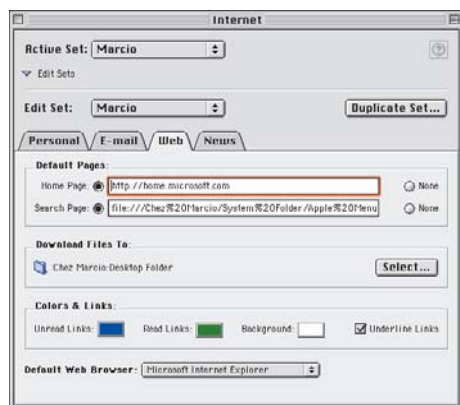 Internet
Active Set: Marcio
Edit Sets
Edit Set: Marcio Duplicate Set...
Personal E-mail Web News
Default Pages:
Home Page: http://home.microsoft.com None
Search Page: file:///Chez%20Marcio/System%20Folder/Apple%20Menu None
Download Files To:
Chez Marcio:Desktop Folder Select...
Colors & Links:
Unread Links: Read Links: Background: Underline Links
Default Web Browser: Microsoft Internet Explorer